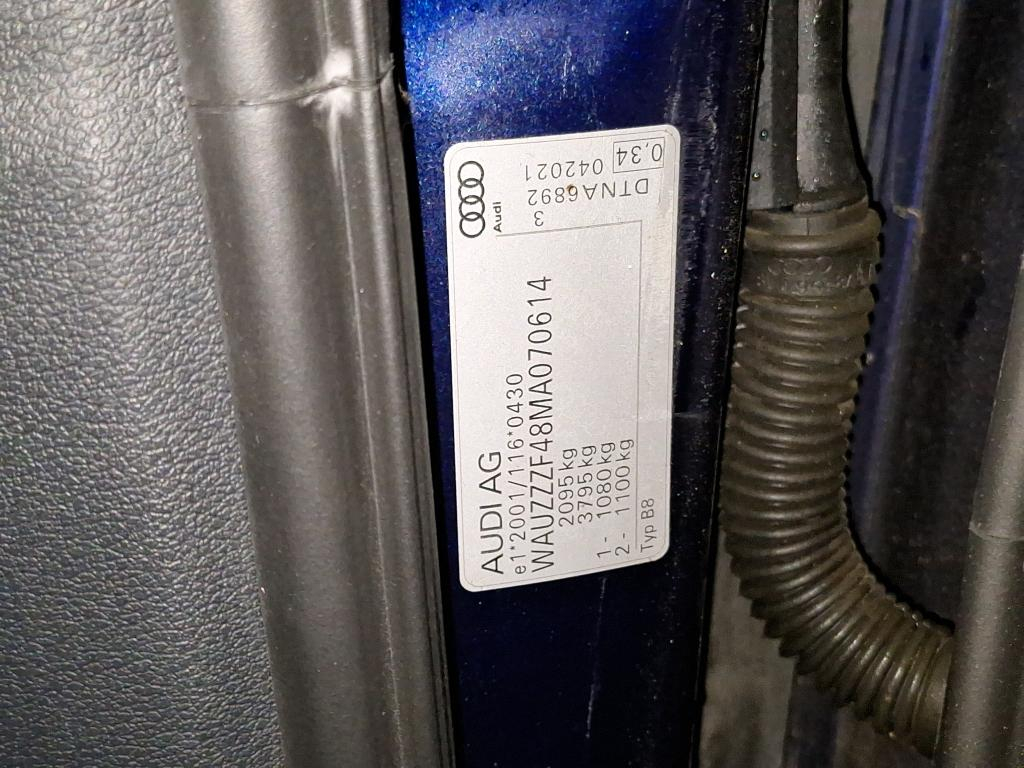 AUDI AG
e1*2001/116*0430
WAUZZZF48MA070614
2095 kg
3795 kg
1 - 1080 kg
2 - 1100 kg
Typ B8
Audi
3
DTNA6892
042021
0,34